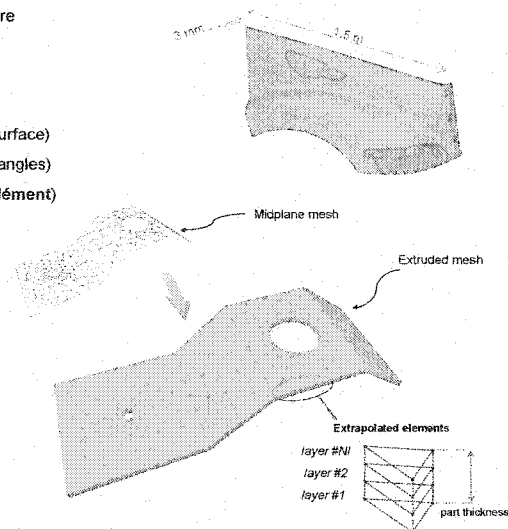 re
3 mm
1.5 m
urface)
angles)
lément)
Midplane mesh
Extruded mesh
Extrapolated elements
layer #Nl
layer #2
layer #1
part thickness